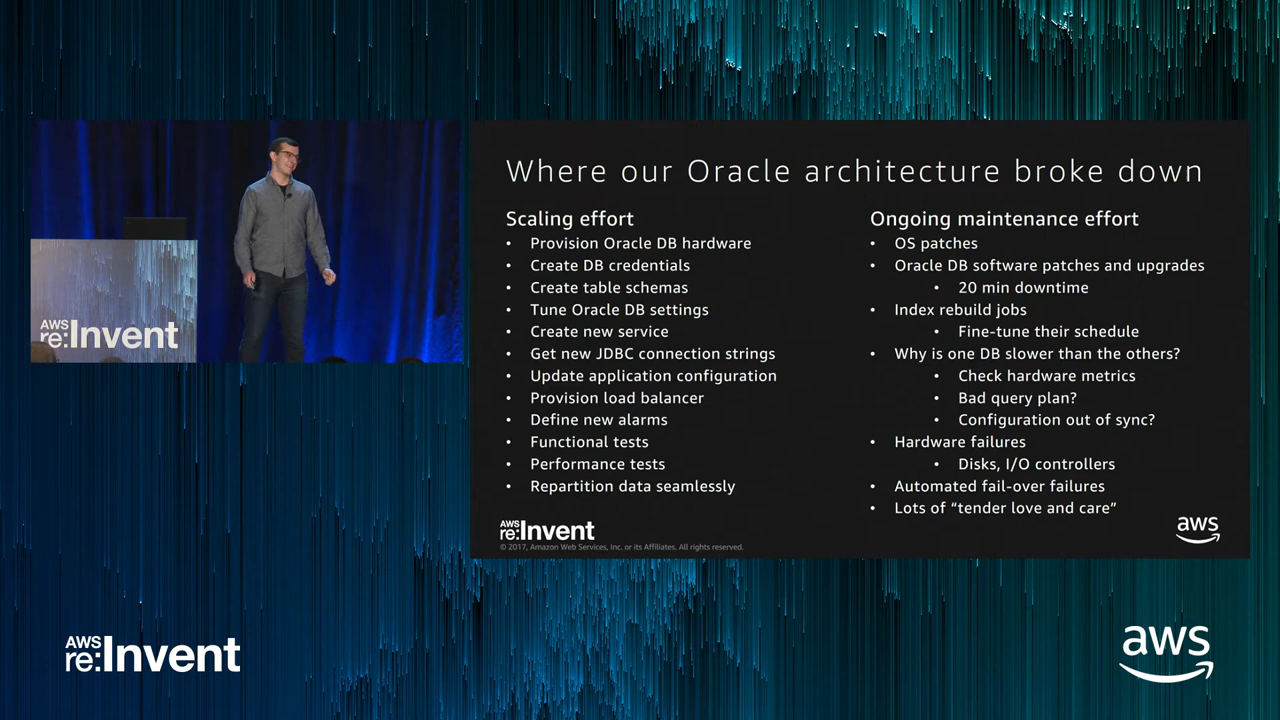 Where our Oracle architecture broke down
Scaling effort
• Provision Oracle DB hardware
• Create DB credentials
• Create table schemas
• Tune Oracle DB settings
• Create new service
• Get new JDBC connection strings
• Update application configuration
• Provision load balancer
• Define new alarms
• Functional tests
• Performance tests
• Repartition data seamlessly
Ongoing maintenance effort
• OS patches
• Oracle DB software patches and upgrades
• 20 min downtime
• Index rebuild jobs
• Fine-tune their schedule
• Why is one DB slower than the others?
• Check hardware metrics
• Bad query plan?
• Configuration out of sync?
• Hardware failures
• Disks, I/O controllers
• Automated fail-over failures
• Lots of “tender love and care”
AWS
re:Invent
AWS
re:Invent
© 2017, Amazon Web Services, Inc. or its Affiliates. All rights reserved.
aws
AWS
re:Invent
aws